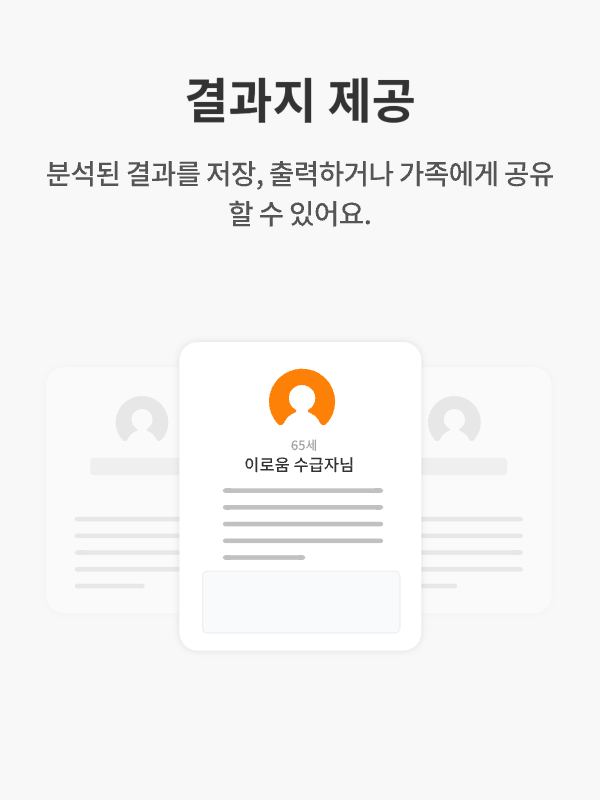 결과지 제공
분석된 결과를 저장, 출력하거나 가족에게 공유
할 수 있어요.
65세
이로움 수급자님